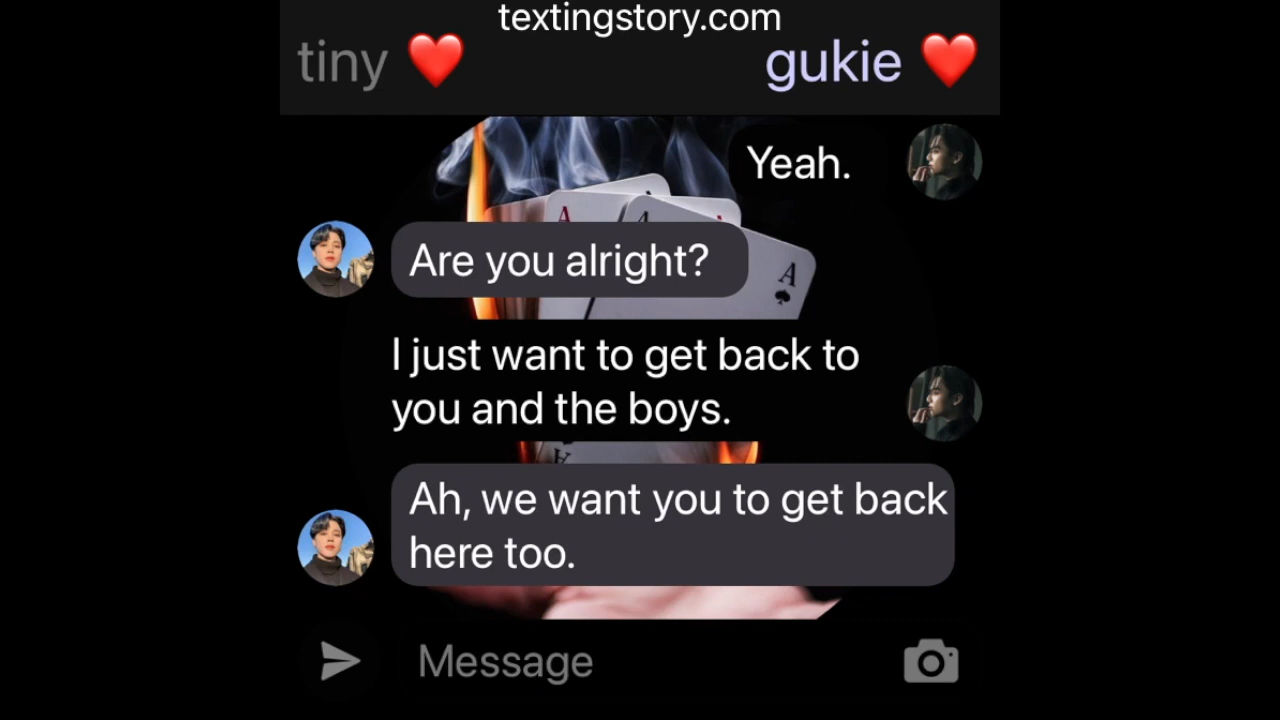 textingstory.com
tiny ❤️ gukie ❤️
Yeah.
A
A
Are you alright?
A
I just want to get back to
you and the boys.
A
Ah, we want you to get back
here too.
Message